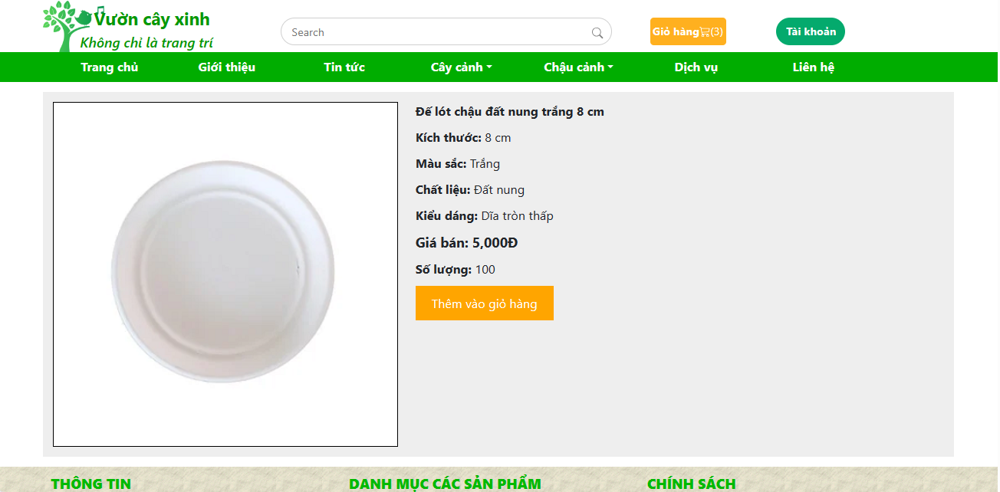 Vườn cây xinh
Không chỉ là trang trí
Search
Giỏ hàng(3)
Tài khoản
Trang chủ
Giới thiệu
Tin tức
Cây cảnh
Chậu cảnh
Dịch vụ
Liên hệ
Đế lót chậu đất nung trắng 8 cm
Kích thước: 8 cm
Màu sắc: Trắng
Chất liệu: Đất nung
Kiểu dáng: Dĩa tròn thấp
Giá bán: 5,000Đ
Số lượng: 100
Thêm vào giỏ hàng
THÔNG TIN
DANH MỤC CÁC SẢN PHẨM
CHÍNH SÁCH